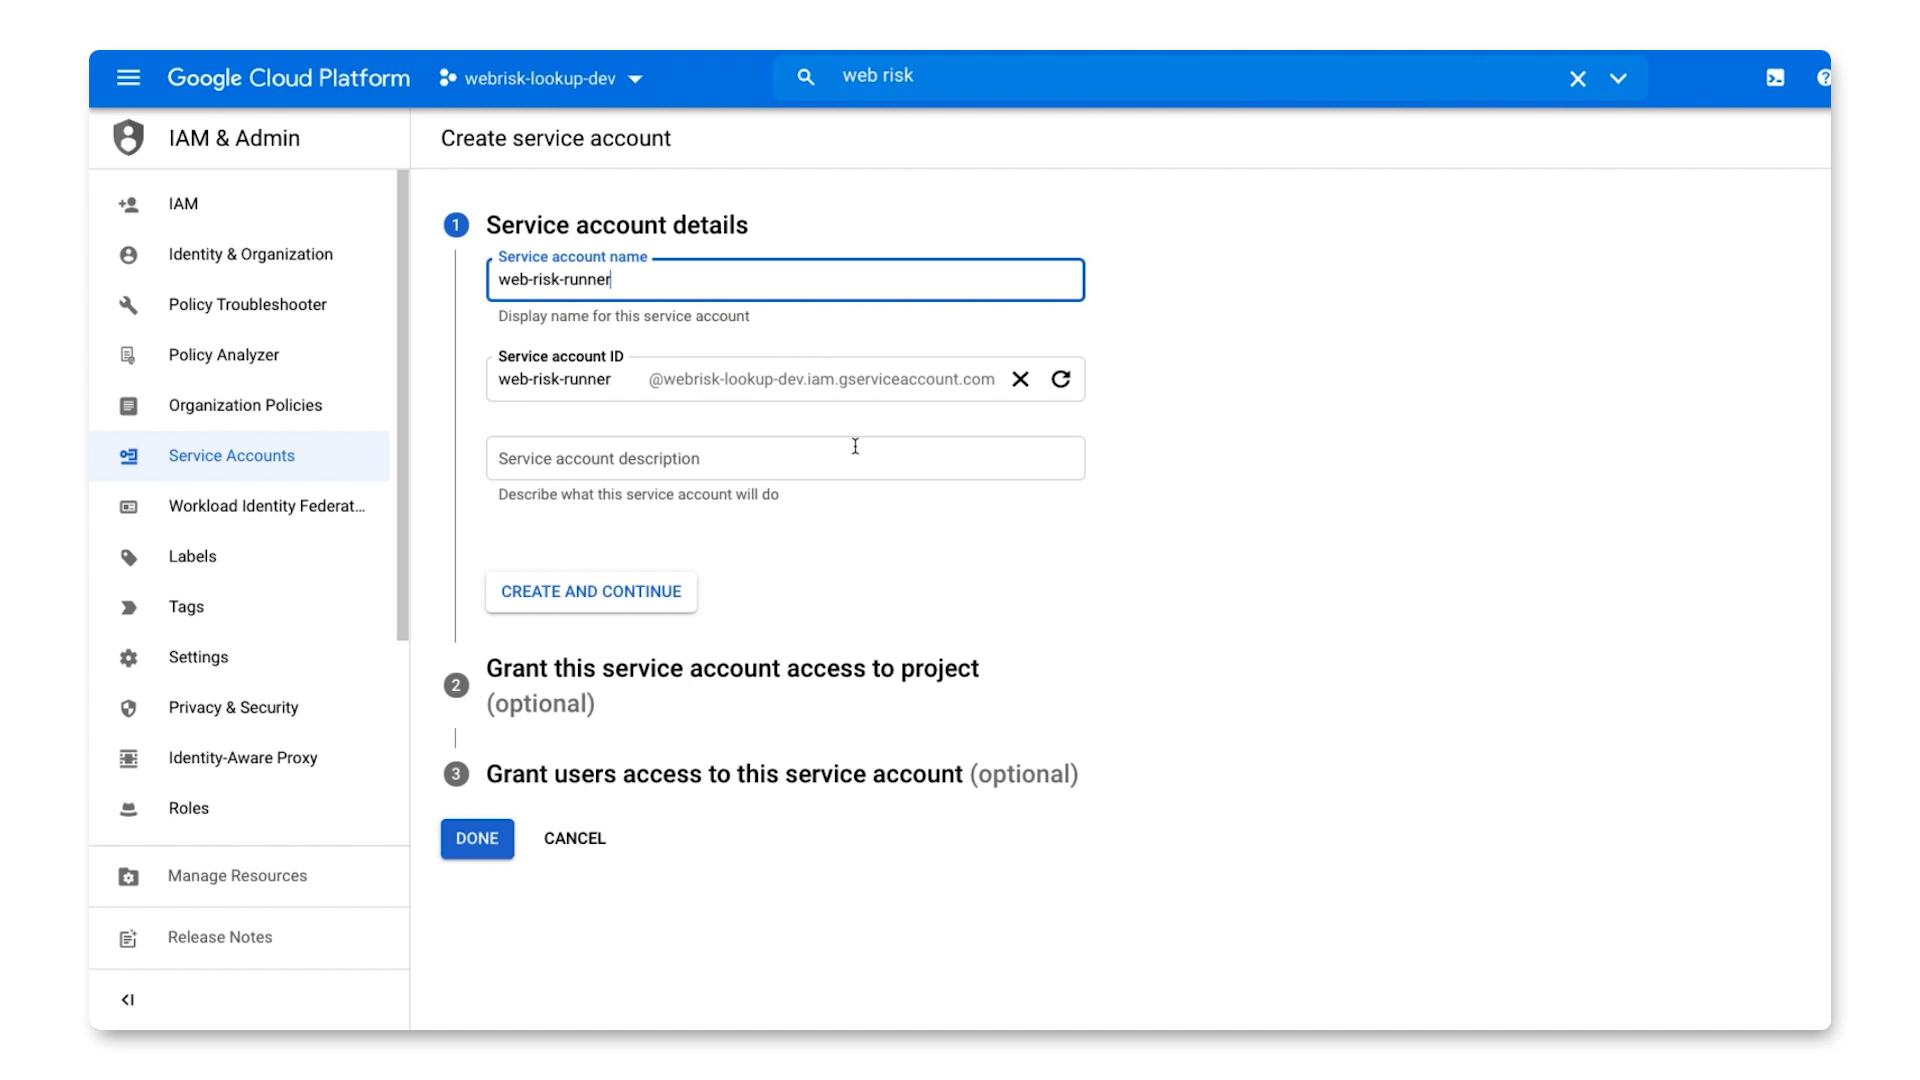 Google Cloud Platform
webrisk-lookup-dev
web risk
IAM & Admin
Create service account
IAM
Identity & Organization
Policy Troubleshooter
Policy Analyzer
Organization Policies
Service Accounts
Workload Identity Federat...
Labels
Tags
Settings
Privacy & Security
Identity-Aware Proxy
Roles
Manage Resources
Release Notes
1 Service account details
Service account name
web-risk-runner
Display name for this service account
Service account ID
web-risk-runner @webrisk-lookup-dev.iam.gserviceaccount.com
Service account description
Describe what this service account will do
CREATE AND CONTINUE
2 Grant this service account access to project
(optional)
3 Grant users access to this service account (optional)
DONE CANCEL